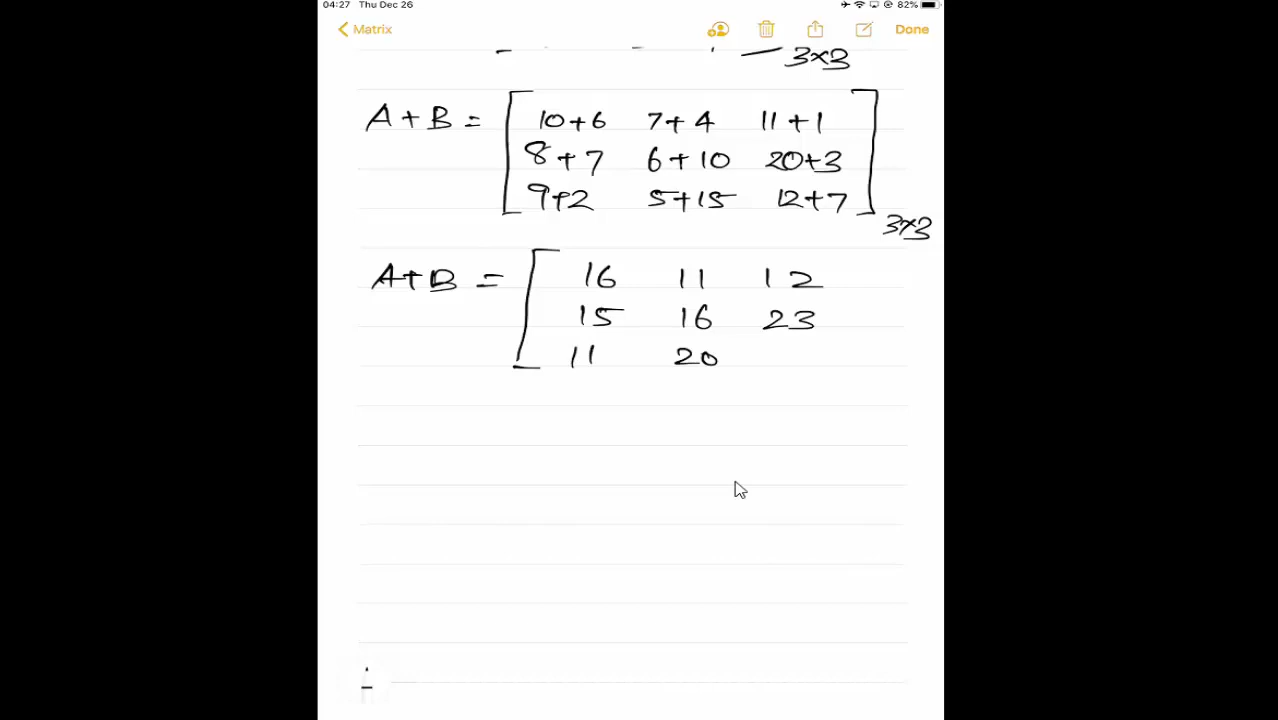 04:27 Thu Dec 26 82%
Matrix Done
3×3
A+B = [ 10+6 7+4 11+1
8+7 6+10 20+3
9+2 5+15 12+7 ] 3×3
A+B = [ 16 11 12
15 16 23
11 20